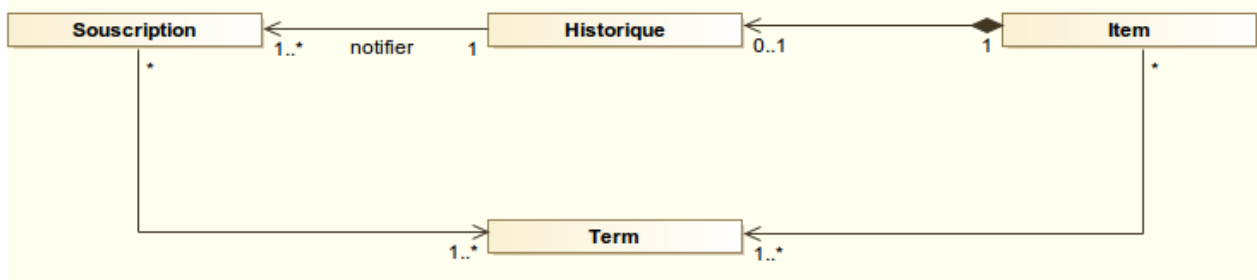 Souscription
Historique
Item
1..*
notifier
1
0..1
1
*
*
Term
1..*
1..*